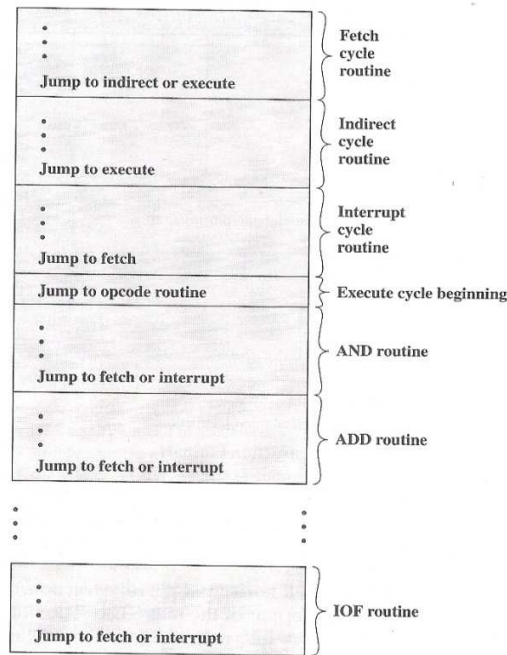 Jump to indirect or execute
Fetch
cycle
routine
Jump to execute
Indirect
cycle
routine
Jump to fetch
Interrupt
cycle
routine
Jump to opcode routine
Execute cycle beginning
Jump to fetch or interrupt
AND routine
Jump to fetch or interrupt
ADD routine
Jump to fetch or interrupt
IOF routine